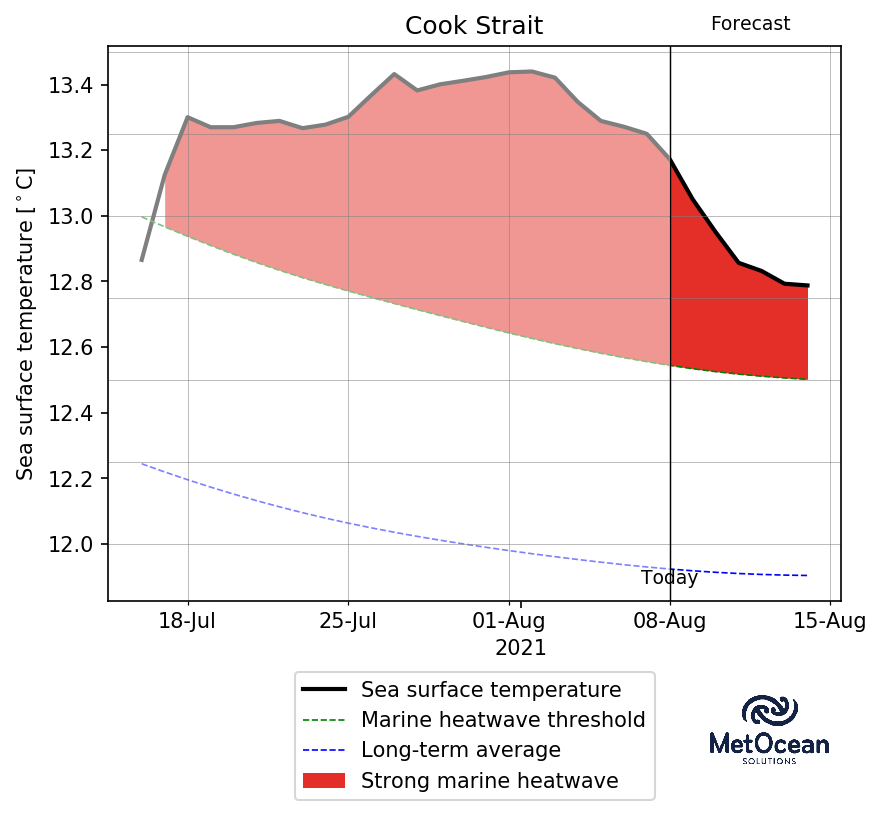 Cook Strait
Forecast
Sea surface temperature [°C]
13.4
13.2
13.0
12.8
12.6
12.4
12.2
12.0
Today
18-Jul
25-Jul
01-Aug
08-Aug
15-Aug
2021
Sea surface temperature
Marine heatwave threshold
Long-term average
Strong marine heatwave
MetOcean
SOLUTIONS